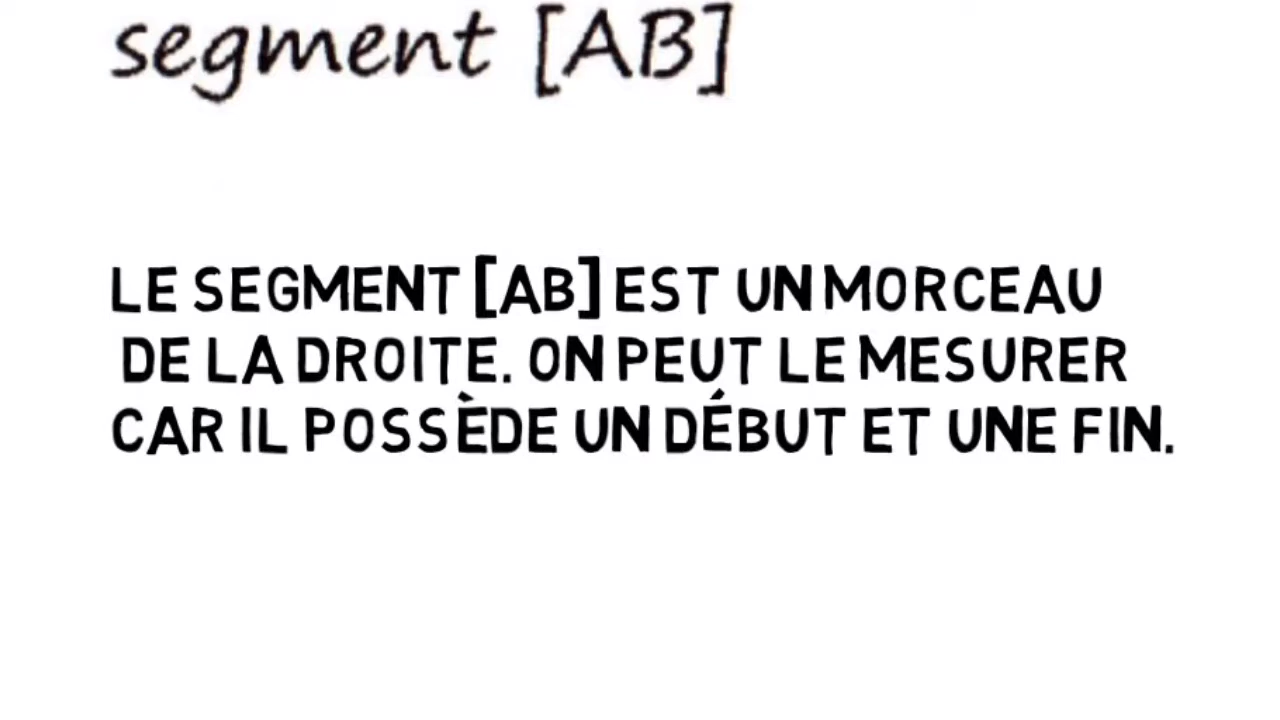 segment [AB]
LE SEGMENT [AB] EST UN MORCEAU
DE LA DROITE. ON PEUT LE MESURER
CAR IL POSSÈDE UN DÉBUT ET UNE FIN.